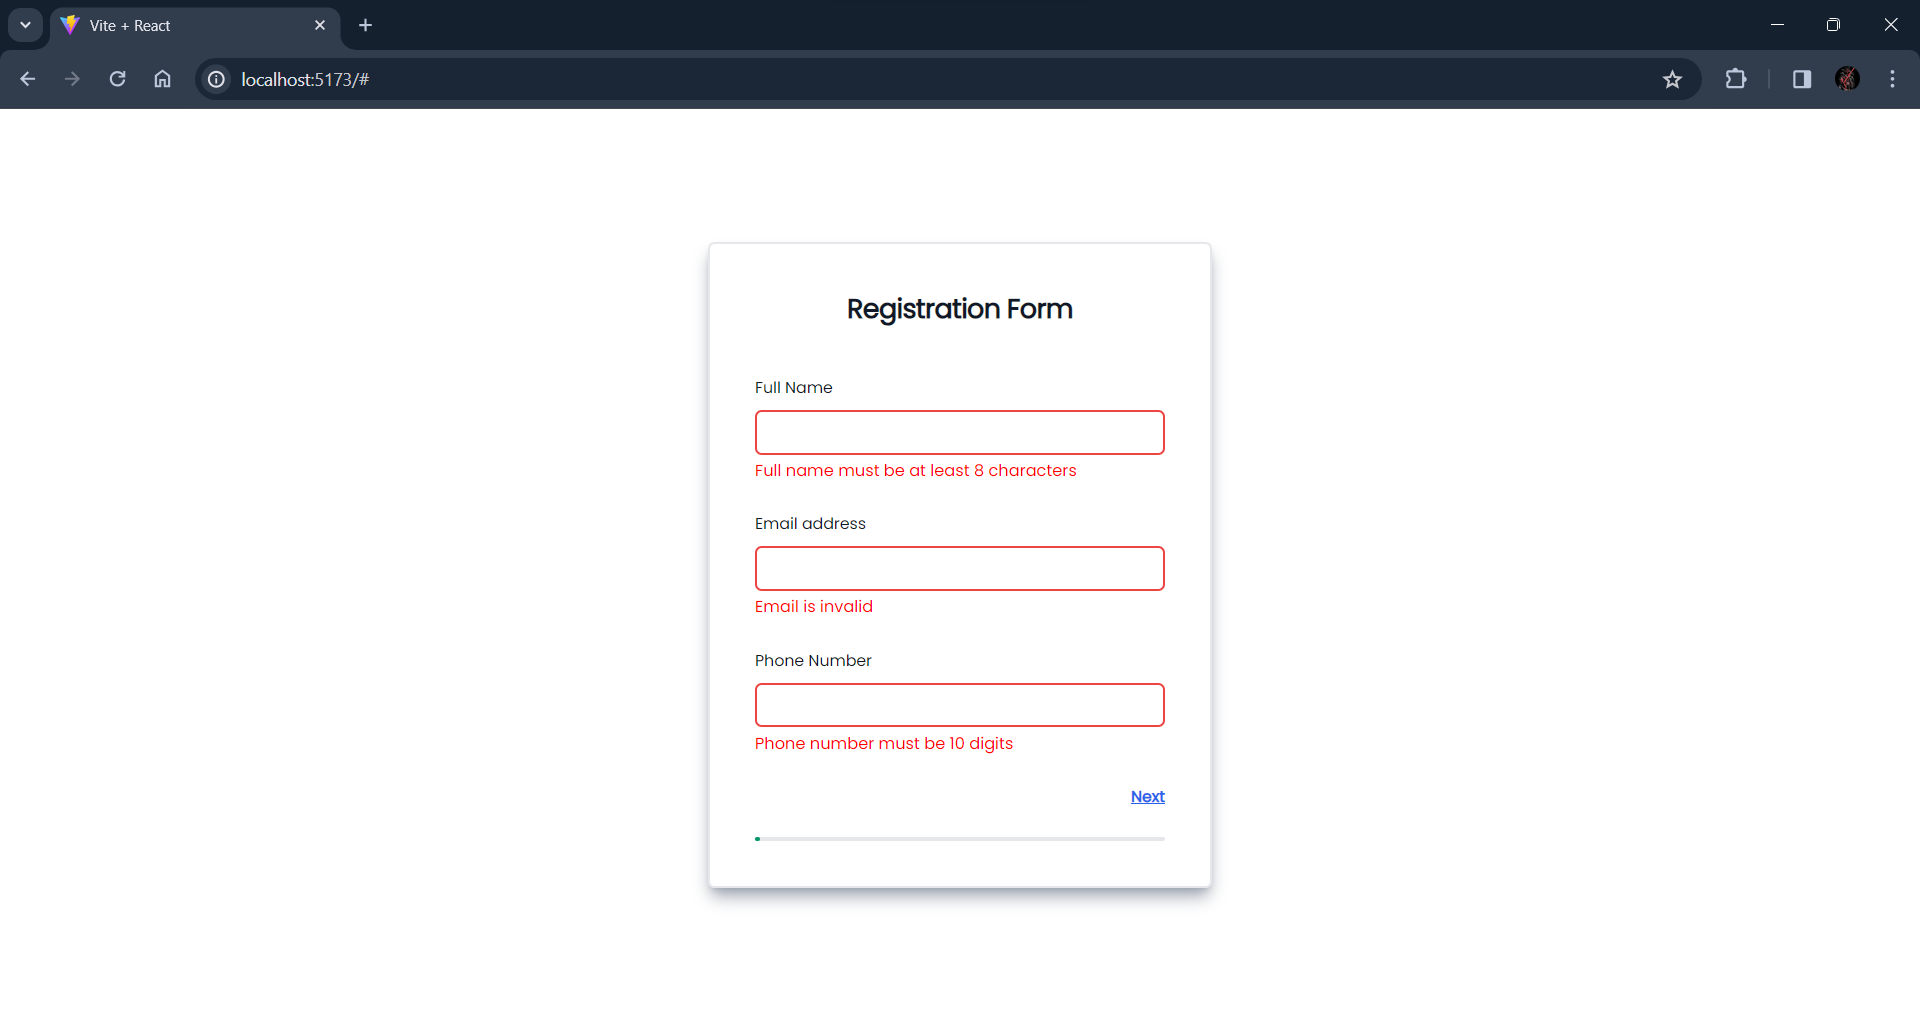 Vite + React
localhost:5173/#
Registration Form
Full Name
Full name must be at least 8 characters
Email address
Email is invalid
Phone Number
Phone number must be 10 digits
Next